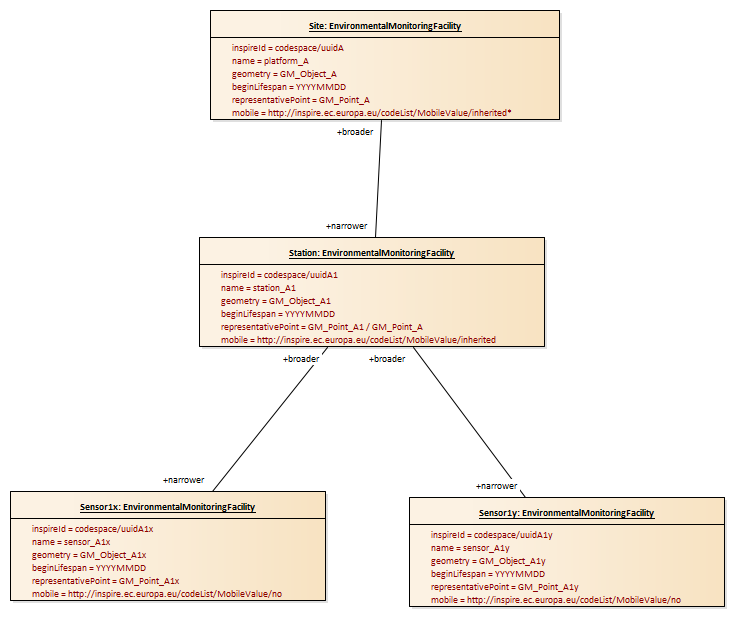 Site: EnvironmentalMonitoringFacility
inspireId = codespace/uuidA
name = platform_A
geometry = GM_Object_A
beginLifespan = YYYYMMDD
representativePoint = GM_Point_A
mobile = http://inspire.ec.europa.eu/codeList/MobileValue/inherited*
+broader
+narrower
Station: EnvironmentalMonitoringFacility
inspireId = codespace/uuidA1
name = station_A1
geometry = GM_Object_A1
beginLifespan = YYYYMMDD
representativePoint = GM_Point_A1 / GM_Point_A
mobile = http://inspire.ec.europa.eu/codeList/MobileValue/inherited
+broader
+broader
+narrower
+narrower
Sensor1x: EnvironmentalMonitoringFacility
inspireId = codespace/uuidA1x
name = sensor_A1x
geometry = GM_Object_A1x
beginLifespan = YYYYMMDD
representativePoint = GM_Point_A1x
mobile = http://inspire.ec.europa.eu/codeList/MobileValue/no
Sensor1y: EnvironmentalMonitoringFacility
inspireId = codespace/uuidA1y
name = sensor_A1y
geometry = GM_Object_A1y
beginLifespan = YYYYMMDD
representativePoint = GM_Point_A1y
mobile = http://inspire.ec.europa.eu/codeList/MobileValue/no